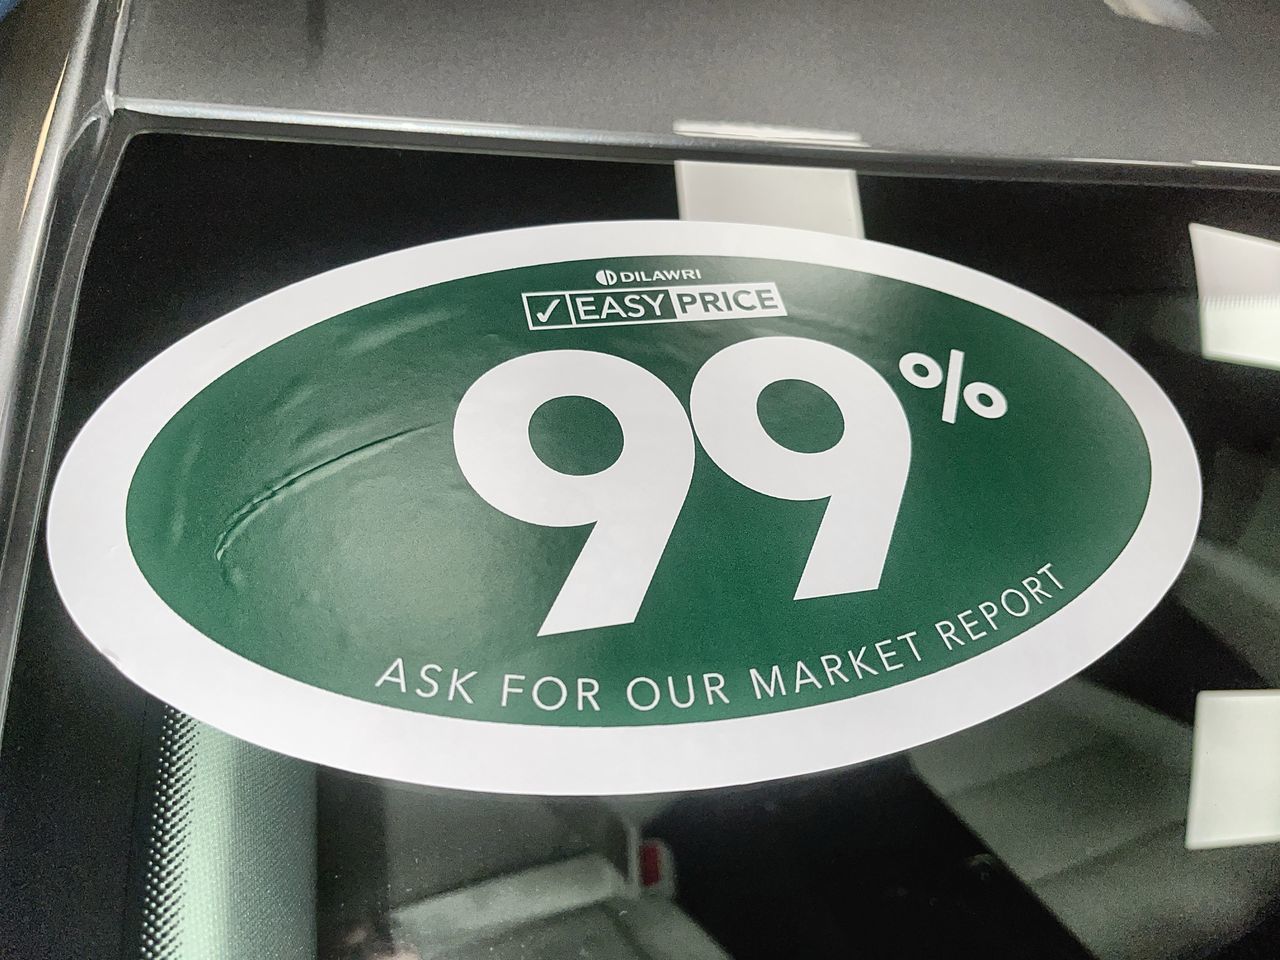 DILAWRI
✓ EASY PRICE
99%
ASK FOR OUR MARKET REPORT